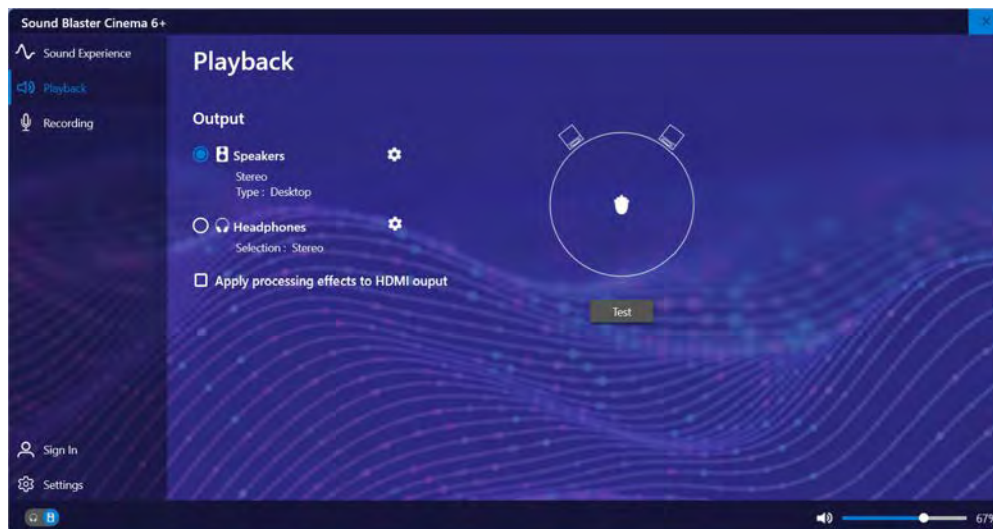 Sound Blaster Cinema 6+
Sound Experience
Playback
Recording
Sign In
Settings
Playback
Output
Speakers
Stereo
Type : Desktop
Headphones
Selection : Stereo
Apply processing effects to HDMI ouput
Test
67%